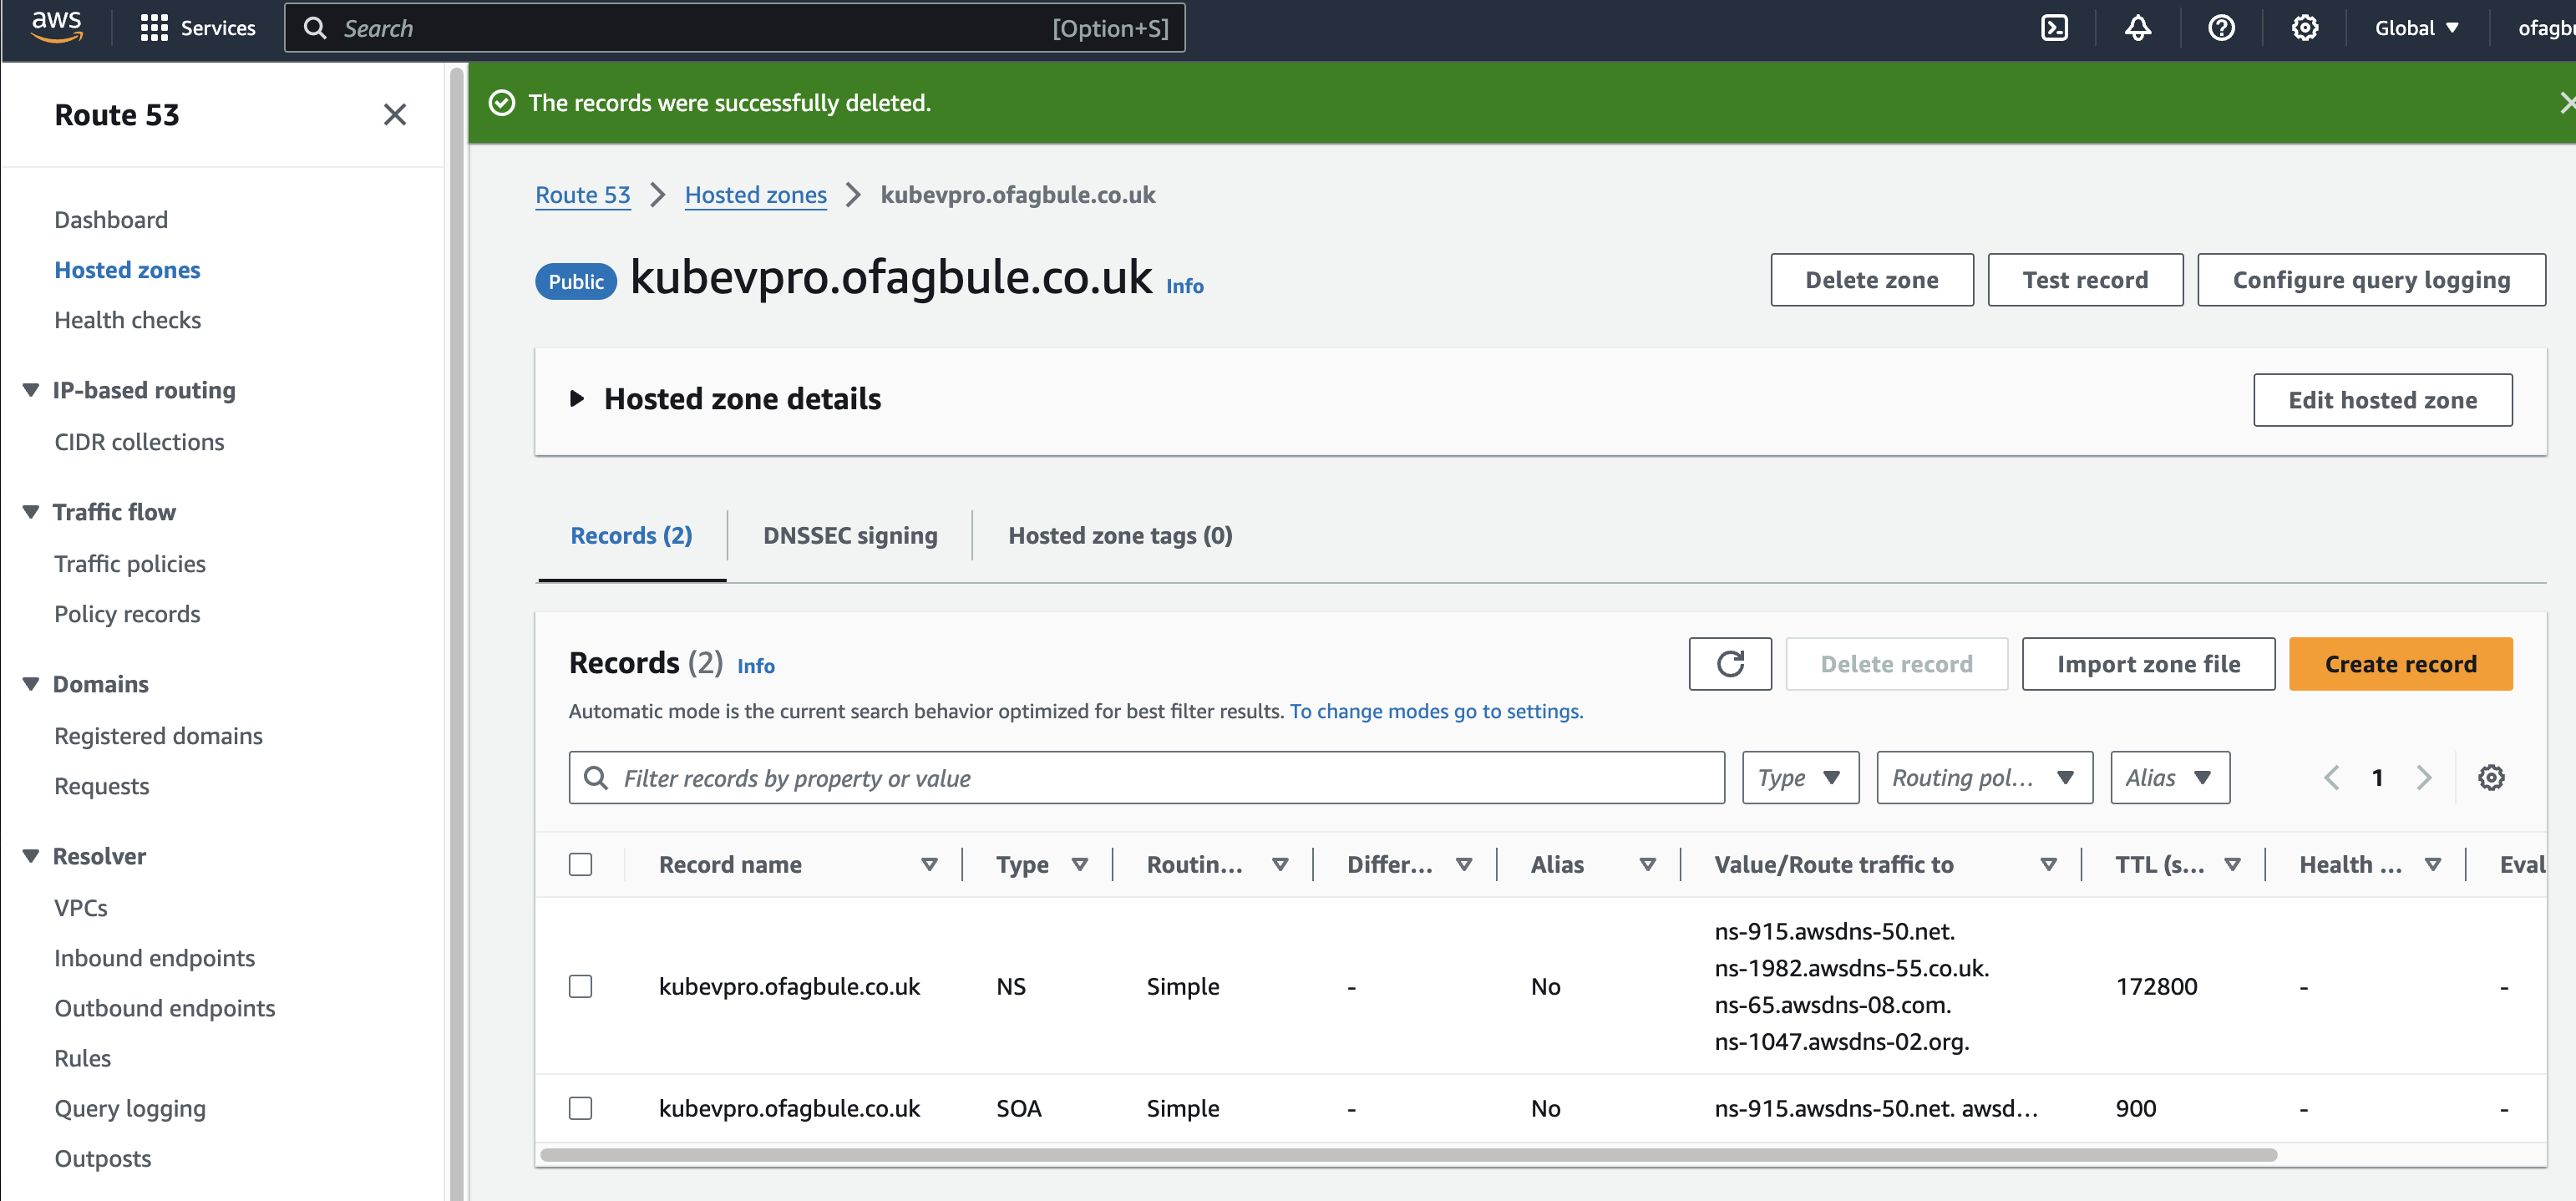 aws
Services
Search
[Option+S]
Global
ofagbu
Route 53
The records were successfully deleted.
Dashboard
Hosted zones
Health checks
IP-based routing
CIDR collections
Traffic flow
Traffic policies
Policy records
Domains
Registered domains
Requests
Resolver
VPCs
Inbound endpoints
Outbound endpoints
Rules
Query logging
Outposts
Route 53 > Hosted zones > kubevpro.ofagbule.co.uk
Public kubevpro.ofagbule.co.uk Info
Delete zone
Test record
Configure query logging
Hosted zone details
Edit hosted zone
Records (2)
DNSSEC signing
Hosted zone tags (0)
Records (2) Info
Delete record
Import zone file
Create record
Automatic mode is the current search behavior optimized for best filter results. To change modes go to settings.
Filter records by property or value
Type
Routing pol...
Alias
1
Record name
Type
Routin...
Differ...
Alias
Value/Route traffic to
TTL (s...
Health ...
Eval
kubevpro.ofagbule.co.uk
NS
Simple
-
No
ns-915.awsdns-50.net.
ns-1982.awsdns-55.co.uk.
ns-65.awsdns-08.com.
ns-1047.awsdns-02.org.
172800
-
-
kubevpro.ofagbule.co.uk
SOA
Simple
-
No
ns-915.awsdns-50.net. awsd...
900
-
-